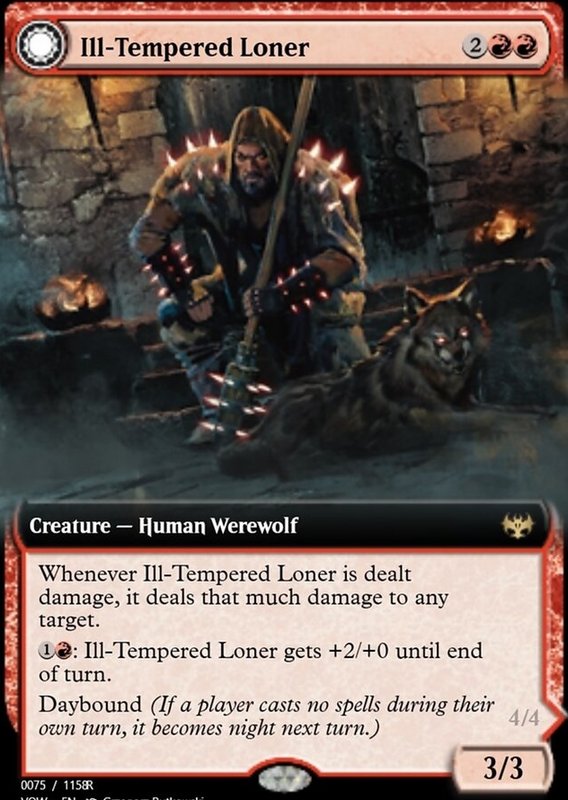 Ill-Tempered Loner 2
Creature — Human Werewolf
Whenever Ill-Tempered Loner is dealt
damage, it deals that much damage to any
target.
1: Ill-Tempered Loner gets +2/+0 until end
of turn.
Daybound (If a player casts no spells during their
own turn, it becomes night next turn.)
4/4
3/3
0075 / 1158R